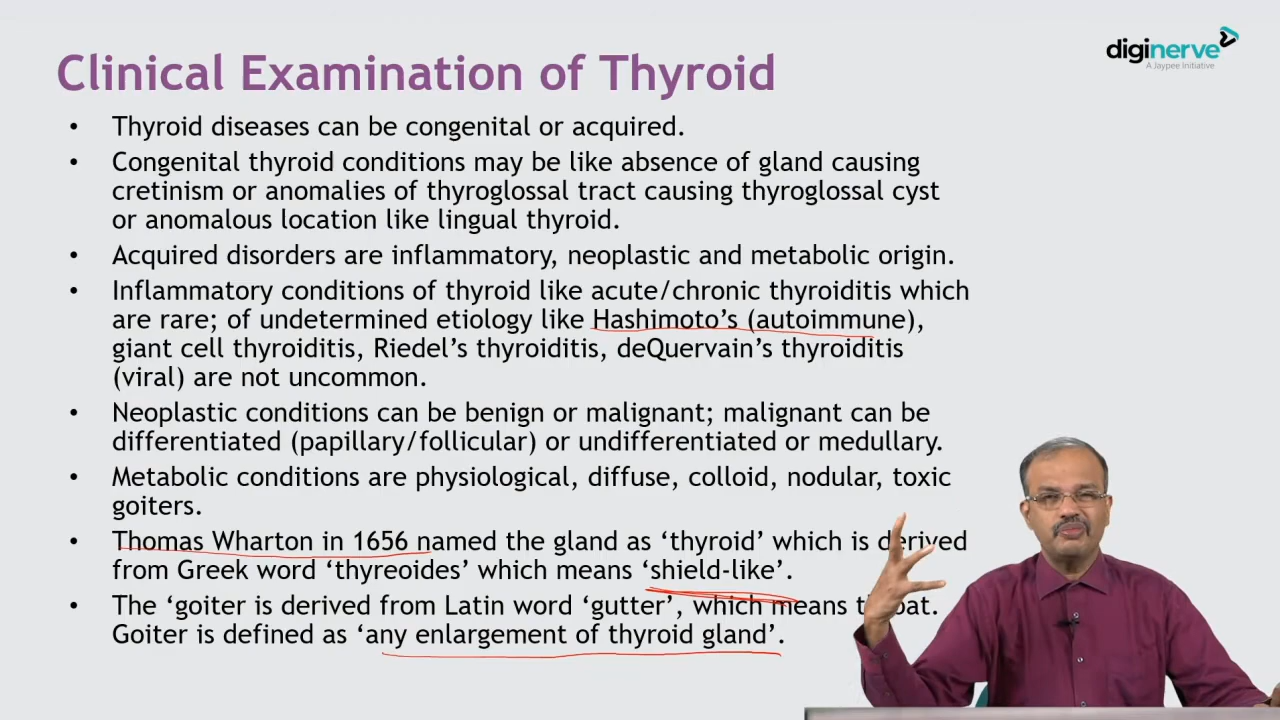 diginerve
A Jaypee Initiative
Clinical Examination of Thyroid
• Thyroid diseases can be congenital or acquired.
• Congenital thyroid conditions may be like absence of gland causing
cretinism or anomalies of thyroglossal tract causing thyroglossal cyst
or anomalous location like lingual thyroid.
• Acquired disorders are inflammatory, neoplastic and metabolic origin.
• Inflammatory conditions of thyroid like acute/chronic thyroiditis which
are rare; of undetermined etiology like Hashimoto’s (autoimmune),
giant cell thyroiditis, Riedel’s thyroiditis, deQuervain’s thyroiditis
(viral) are not uncommon.
• Neoplastic conditions can be benign or malignant; malignant can be
differentiated (papillary/follicular) or undifferentiated or medullary.
• Metabolic conditions are physiological, diffuse, colloid, nodular, toxic
goiters.
• Thomas Wharton in 1656 named the gland as ‘thyroid’ which is derived
from Greek word ‘thyreoides’ which means ‘shield-like’.
• The ‘goiter is derived from Latin word ‘gutter’, which means throat.
Goiter is defined as ‘any enlargement of thyroid gland’.